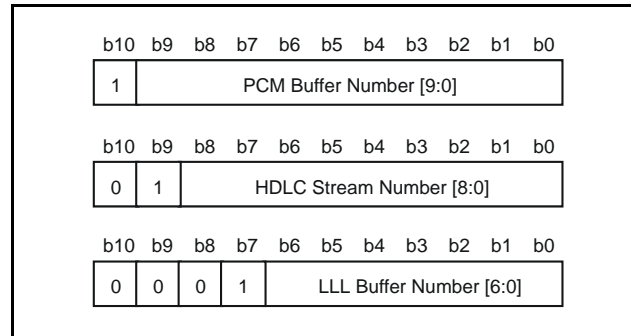 b10 b9 b8 b7 b6 b5 b4 b3 b2 b1 b0
1 PCM Buffer Number [9:0]
b10 b9 b8 b7 b6 b5 b4 b3 b2 b1 b0
0 1 HDLC Stream Number [8:0]
b10 b9 b8 b7 b6 b5 b4 b3 b2 b1 b0
0 0 0 1 LLL Buffer Number [6:0]